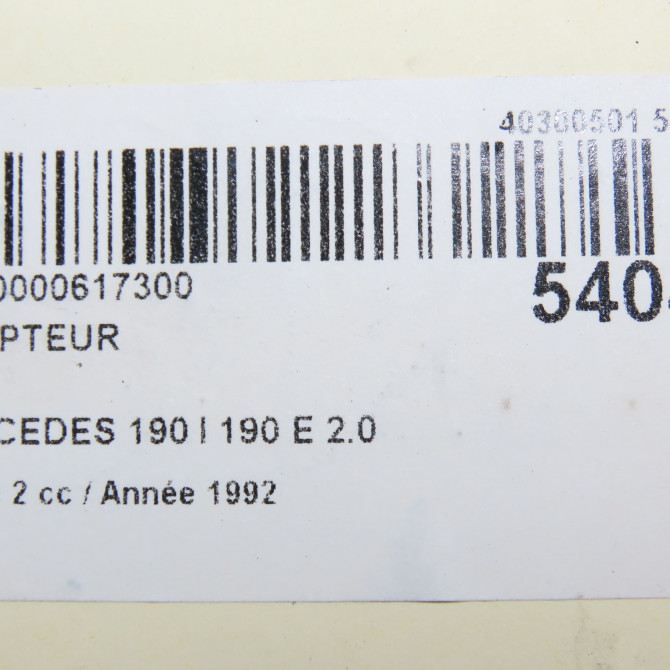 40300501 5
0000617300
540
PTEUR
CEDES 190 I 190 E 2.0
2 cc / Année 1992